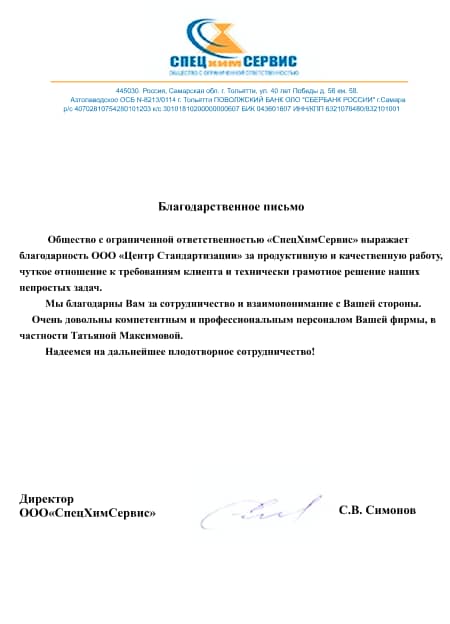 СПЕЦХИМСЕРВИС
ОБЩЕСТВО С ОГРАНИЧЕННОЙ ОТВЕТСТВЕННОСТЬЮ
445030. Россия, Самарская обл. г. Тольятти, ул. 40 лет Победы д. 56 кн. 58.
Автозаводское ОСБ N-8213/0114 г. Тольятти ПОВОЛЖСКИЙ БАНК ОПО "СБЕРБАНК РОССИИ" г.Самара
р/с 40702810754280101203 к/с 30101810200000000607 БИК 043601607 ИНН/КПП 6321076480/632101001
Благодарственное письмо
Общество с ограниченной ответственностью «СпецХимСервис» выражает
благодарность ООО «Центр Стандартизации» за продуктивную и качественную работу,
чуткое отношение к требованиям клиента и технически грамотное решение наших
непростых задач.
Мы благодарны Вам за сотрудничество и взаимопонимание с Вашей стороны.
Очень довольны компетентным и профессиональным персоналом Вашей фирмы, в
частности Татьяной Максимовой.
Надеемся на дальнейшее плодотворное сотрудничество!
Директор
ООО«СпецХимСервис»
С.В. Симонов